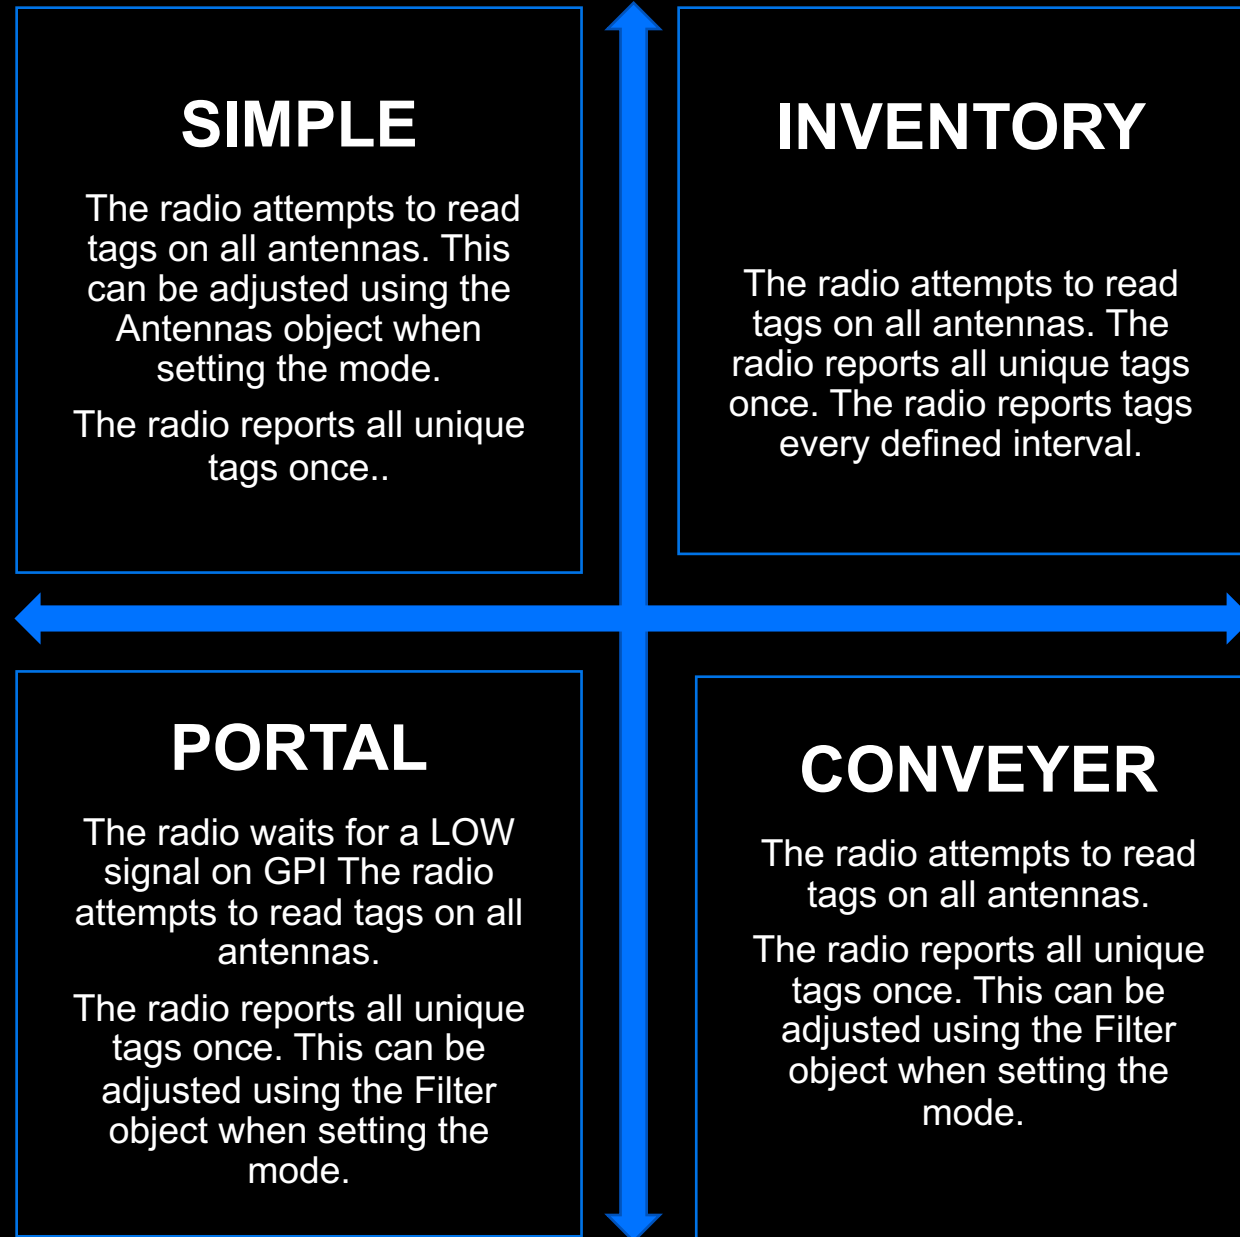 SIMPLE
The radio attempts to read
tags on all antennas. This
can be adjusted using the
Antennas object when
setting the mode.
The radio reports all unique
tags once..
INVENTORY
The radio attempts to read
tags on all antennas. The
radio reports all unique tags
once. The radio reports tags
every defined interval.
PORTAL
The radio waits for a LOW
signal on GPI The radio
attempts to read tags on all
antennas.
The radio reports all unique
tags once. This can be
adjusted using the Filter
object when setting the
mode.
CONVEYER
The radio attempts to read
tags on all antennas.
The radio reports all unique
tags once. This can be
adjusted using the Filter
object when setting the
mode.